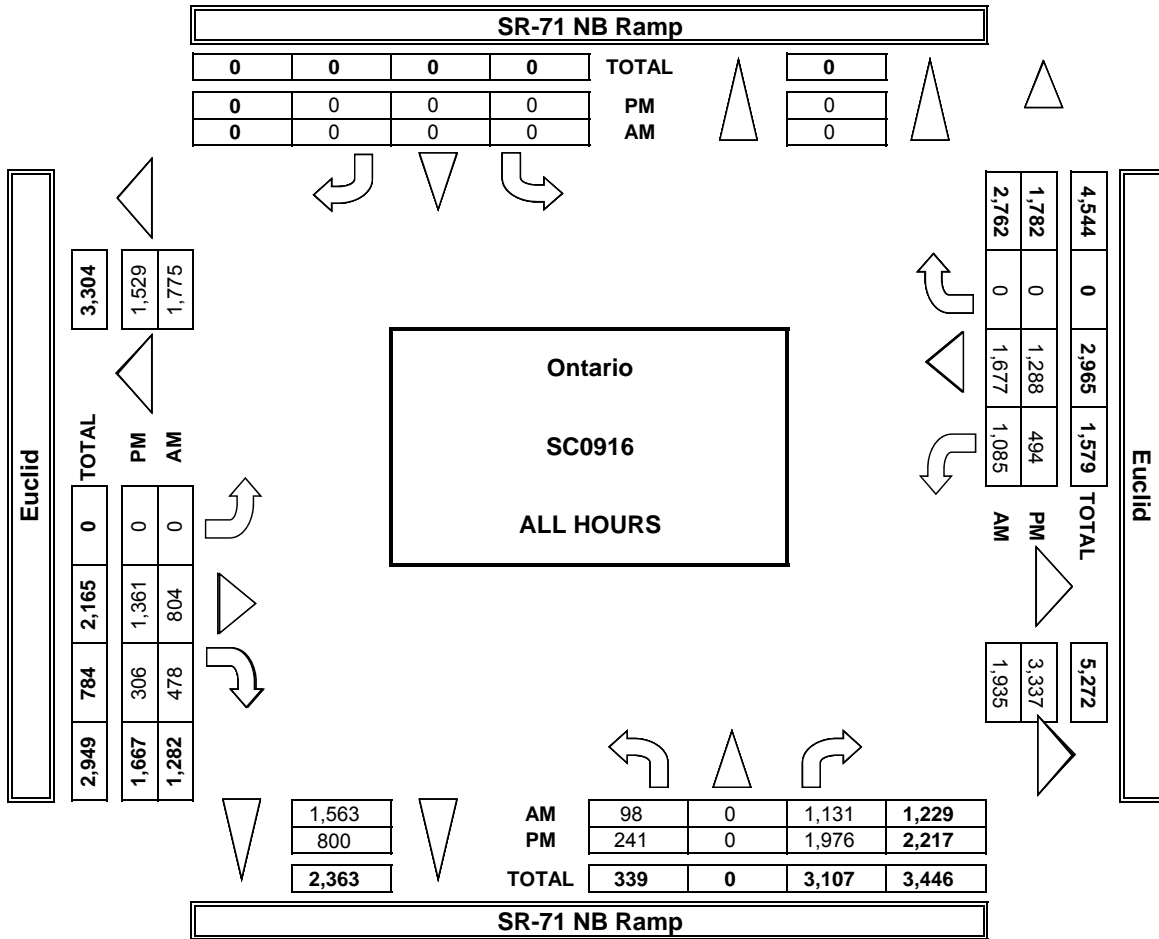 SR-71 NB Ramp
0 0 0 0 TOTAL 0
0 0 0 0 PM 0
0 0 0 0 AM 0
Euclid
3,304
1,529
1,775
TOTAL 0 2,165 784 2,949
PM 0 1,361 306 1,667
AM 0 804 478 1,282
Ontario
SC0916
ALL HOURS
4,544 0 2,965 1,579 TOTAL
1,782 0 1,288 494 PM
2,762 0 1,677 1,085 AM
5,272
3,337
1,935
Euclid
1,563 AM 98 0 1,131 1,229
800 PM 241 0 1,976 2,217
2,363 TOTAL 339 0 3,107 3,446
SR-71 NB Ramp